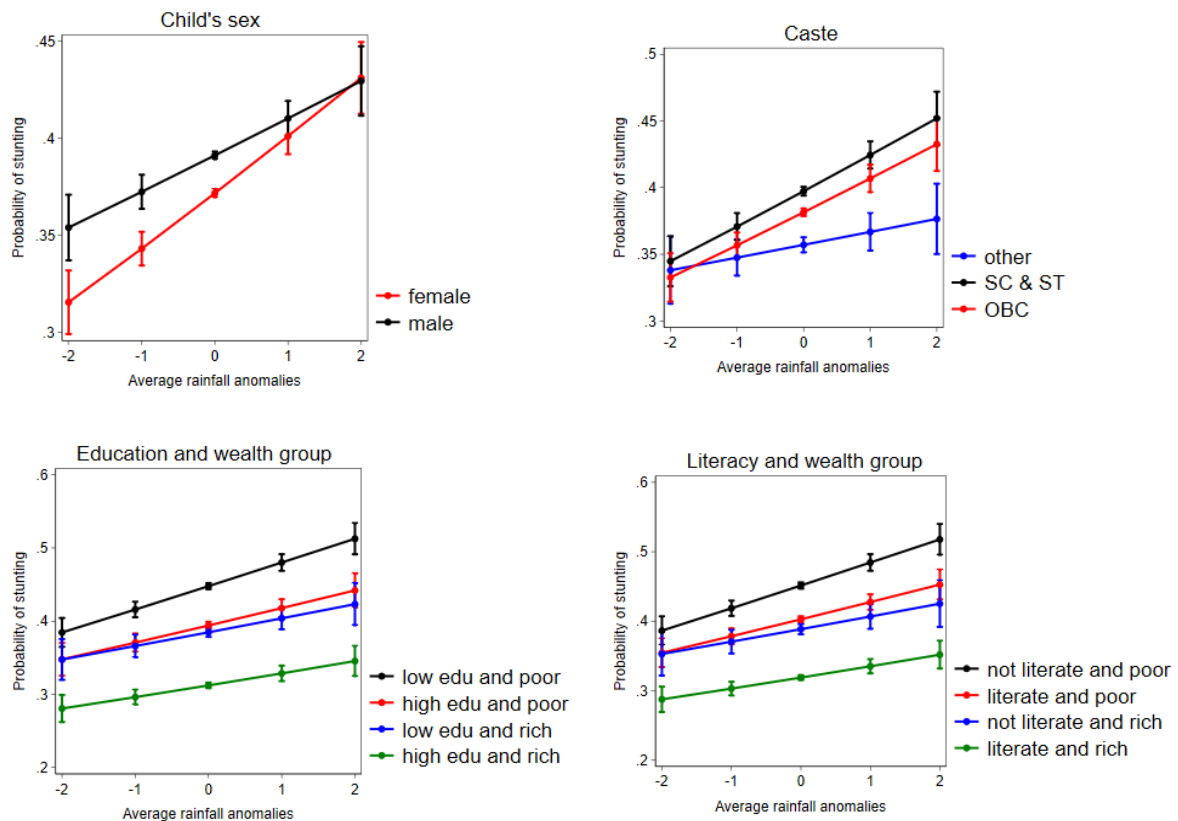 Child's sex
Probability of stunting
.45
.4
.35
.3
-2 -1 0 1 2
Average rainfall anomalies
female
male
Caste
Probability of stunting
.5
.45
.4
.35
.3
-2 -1 0 1 2
Average rainfall anomalies
other
SC & ST
OBC
Education and wealth group
Probability of stunting
.6
.5
.4
.3
.2
-2 -1 0 1 2
Average rainfall anomalies
low edu and poor
high edu and poor
low edu and rich
high edu and rich
Literacy and wealth group
Probability of stunting
.6
.5
.4
.3
.2
-2 -1 0 1 2
Average rainfall anomalies
not literate and poor
literate and poor
not literate and rich
literate and rich